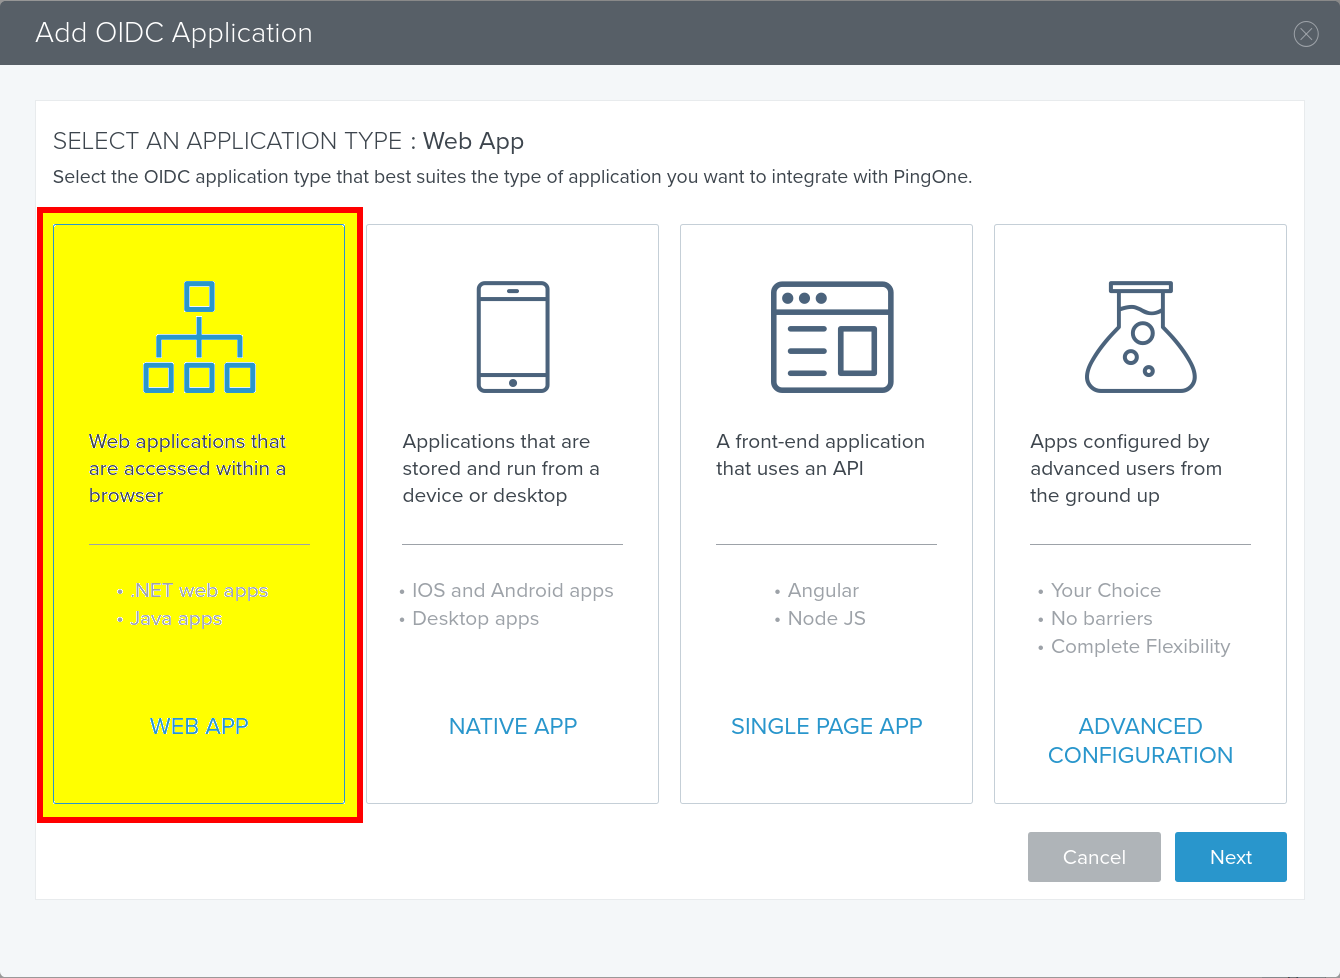 Add OIDC Application
SELECT AN APPLICATION TYPE : Web App
Select the OIDC application type that best suites the type of application you want to integrate with PingOne.
Web applications that
are accessed within a
browser
• .NET web apps
• Java apps
WEB APP
Applications that are
stored and run from a
device or desktop
• IOS and Android apps
• Desktop apps
NATIVE APP
A front-end application
that uses an API
• Angular
• Node JS
SINGLE PAGE APP
Apps configured by
advanced users from
the ground up
• Your Choice
• No barriers
• Complete Flexibility
ADVANCED
CONFIGURATION
Cancel
Next